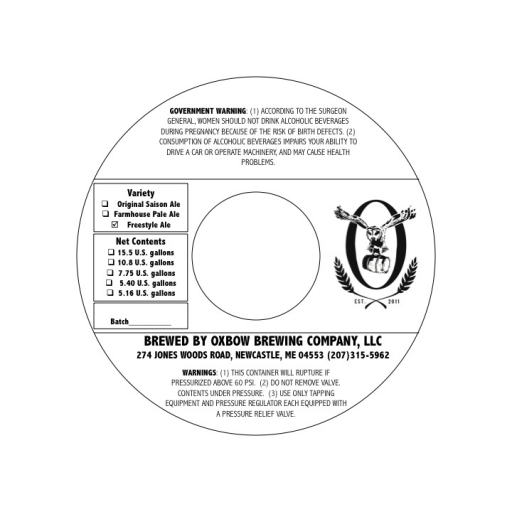 GOVERNMENT WARNING: (1) ACCORDING TO THE SURGEON
GENERAL, WOMEN SHOULD NOT DRINK ALCOHOLIC BEVERAGES
DURING PREGNANCY BECAUSE OF THE RISK OF BIRTH DEFECTS. (2)
CONSUMPTION OF ALCOHOLIC BEVERAGES IMPAIRS YOUR ABILITY TO
DRIVE A CAR OR OPERATE MACHINERY, AND MAY CAUSE HEALTH
PROBLEMS.
Variety
❑ Original Saison Ale
❑ Farmhouse Pale Ale
☑ Freestyle Ale
Net Contents
❑ 15.5 U.S. gallons
❑ 10.8 U.S. gallons
❑ 7.75 U.S. gallons
❑ 5.40 U.S. gallons
❑ 5.16 U.S. gallons
Batch___________
O
EST 2011
BREWED BY OXBOW BREWING COMPANY, LLC
274 JONES WOODS ROAD, NEWCASTLE, ME 04553 (207)315-5962
WARNINGS: (1) THIS CONTAINER WILL RUPTURE IF
PRESSURIZED ABOVE 60 PSI. (2) DO NOT REMOVE VALVE.
CONTENTS UNDER PRESSURE. (3) USE ONLY TAPPING
EQUIPMENT AND PRESSURE REGULATOR EACH EQUIPPED WITH
A PRESSURE RELIEF VALVE.